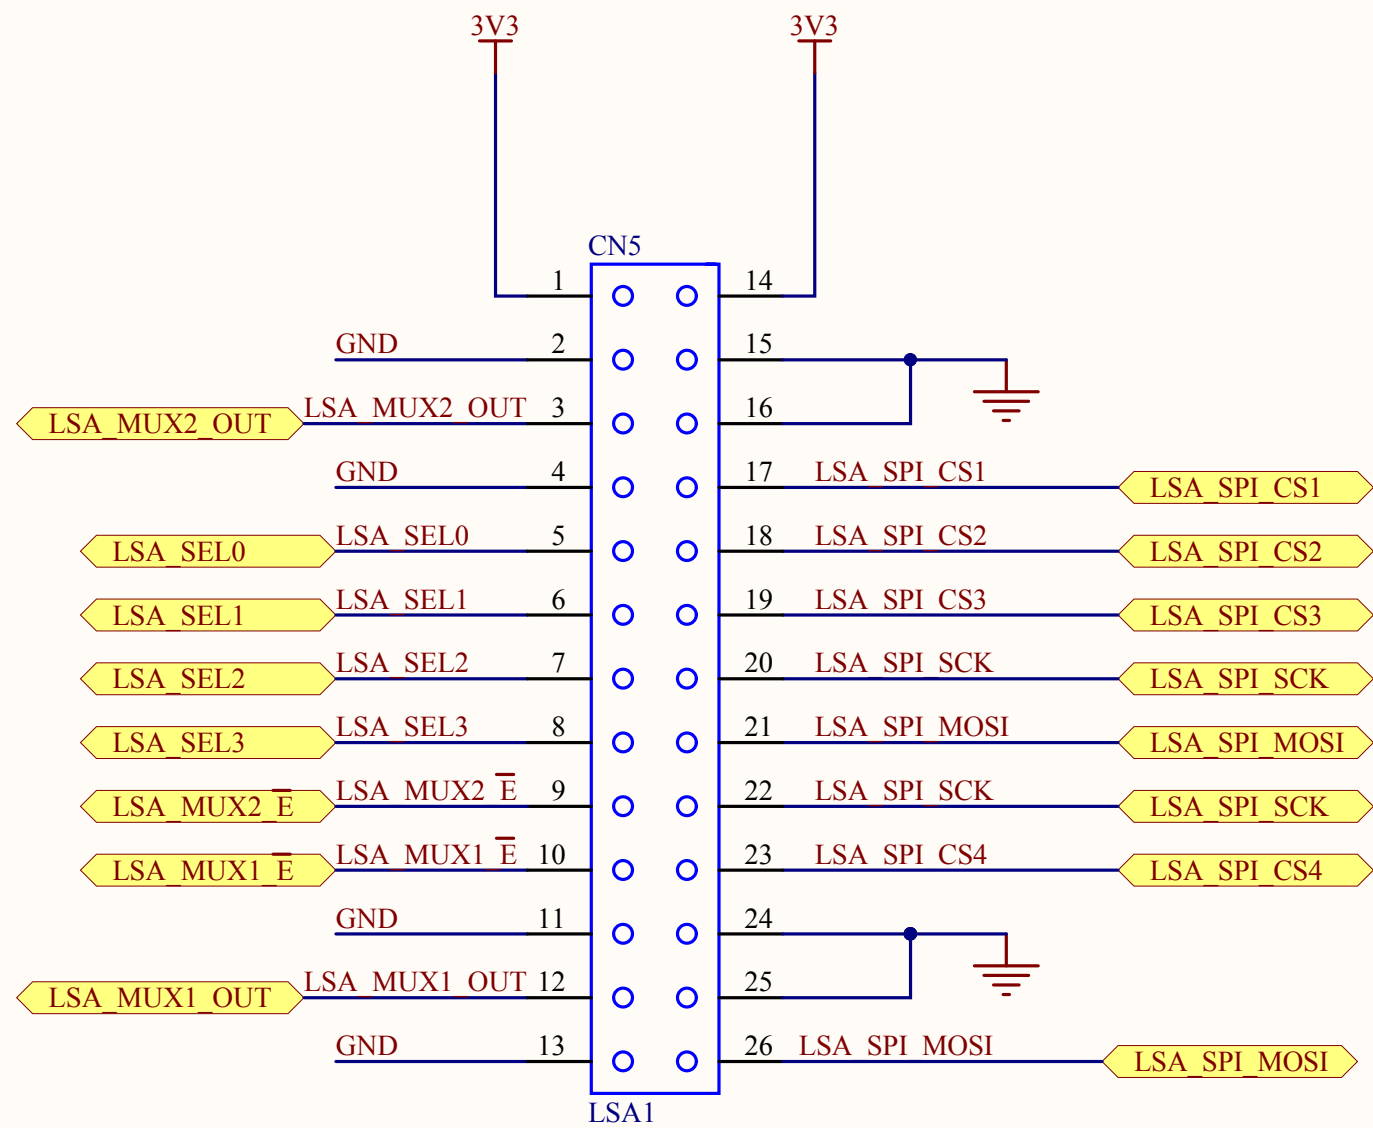 3V3 3V3
CN5
1 14
GND 2 15
LSA_MUX2_OUT LSA_MUX2_OUT 3 16
GND 4 17 LSA_SPI_CS1 LSA_SPI_CS1
LSA_SEL0 LSA_SEL0 5 18 LSA_SPI_CS2 LSA_SPI_CS2
LSA_SEL1 LSA_SEL1 6 19 LSA_SPI_CS3 LSA_SPI_CS3
LSA_SEL2 LSA_SEL2 7 20 LSA_SPI_SCK LSA_SPI_SCK
LSA_SEL3 LSA_SEL3 8 21 LSA_SPI_MOSI LSA_SPI_MOSI
LSA_MUX2_E̅ LSA_MUX2_E̅ 9 22 LSA_SPI_SCK LSA_SPI_SCK
LSA_MUX1_E̅ LSA_MUX1_E̅ 10 23 LSA_SPI_CS4 LSA_SPI_CS4
GND 11 24
LSA_MUX1_OUT LSA_MUX1_OUT 12 25
GND 13 26 LSA_SPI_MOSI LSA_SPI_MOSI
LSA1